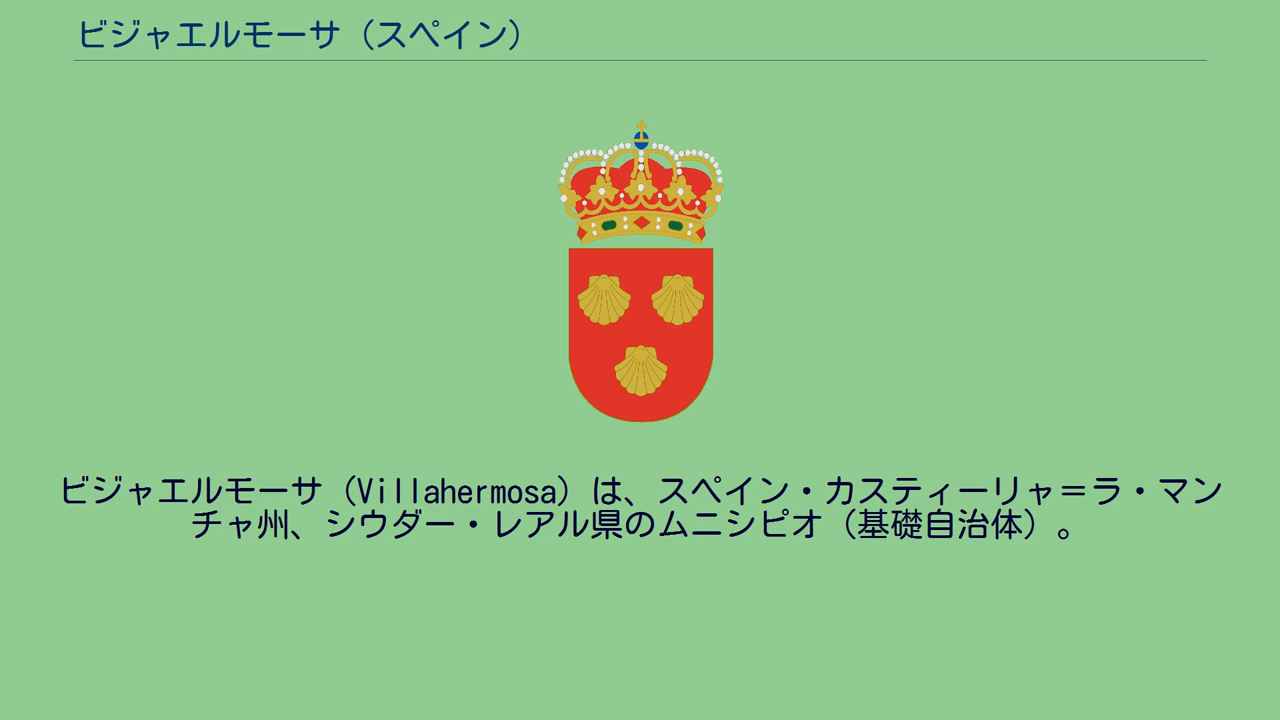 ビジャエルモーサ（スペイン）
ビジャエルモーサ（Villahermosa）は、スペイン・カスティーリャ＝ラ・マン
チャ州、シウダー・レアル県のムニシピオ（基礎自治体）。